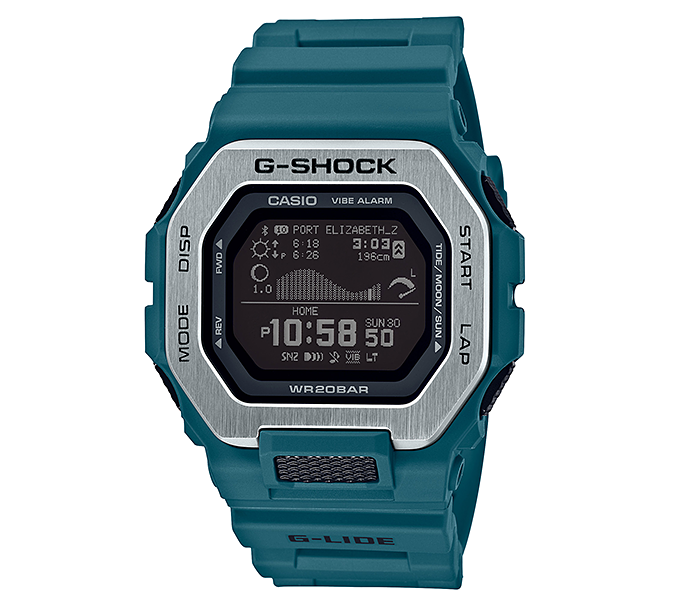 G-SHOCK
CASIO VIBE ALARM
PORT ELIZABETH_Z
6:18 3:03
P 6:26 196cm
1.0 L
HOME
P 10:58 50 SUN 30
SNZ VIB LT
WR20BAR
DISP
MODE
FWD
REV
START
LAP
TIDE / MOON / SUN
G-LIDE